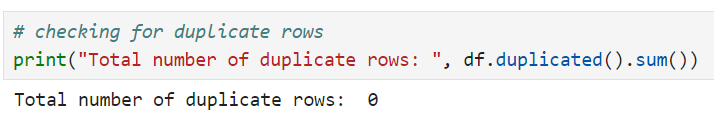 # checking for duplicate rows
print("Total number of duplicate rows: ", df.duplicated().sum())
Total number of duplicate rows:  0